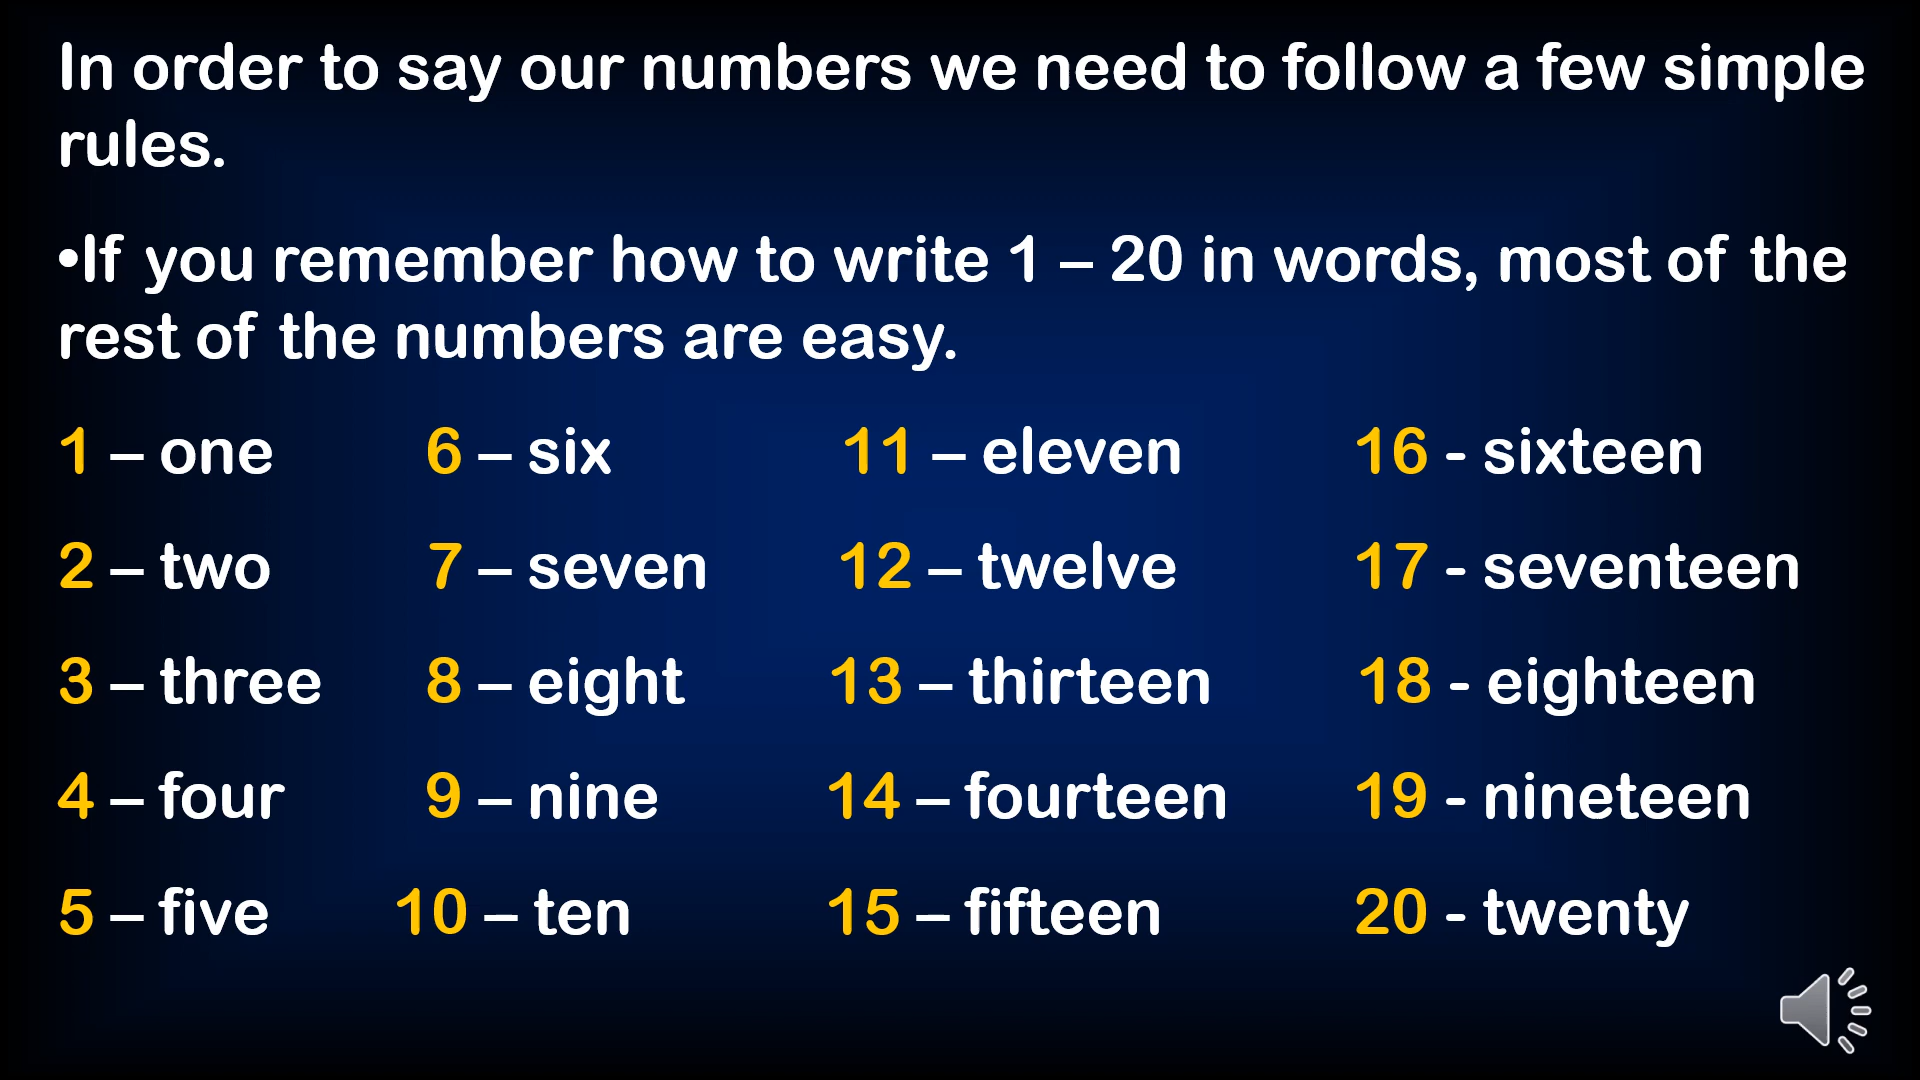 In order to say our numbers we need to follow a few simple
rules.
•If you remember how to write 1 – 20 in words, most of the
rest of the numbers are easy.
1 – one 6 – six 11 – eleven 16 - sixteen
2 – two 7 – seven 12 – twelve 17 - seventeen
3 – three 8 – eight 13 – thirteen 18 - eighteen
4 – four 9 – nine 14 – fourteen 19 - nineteen
5 – five 10 – ten 15 – fifteen 20 - twenty